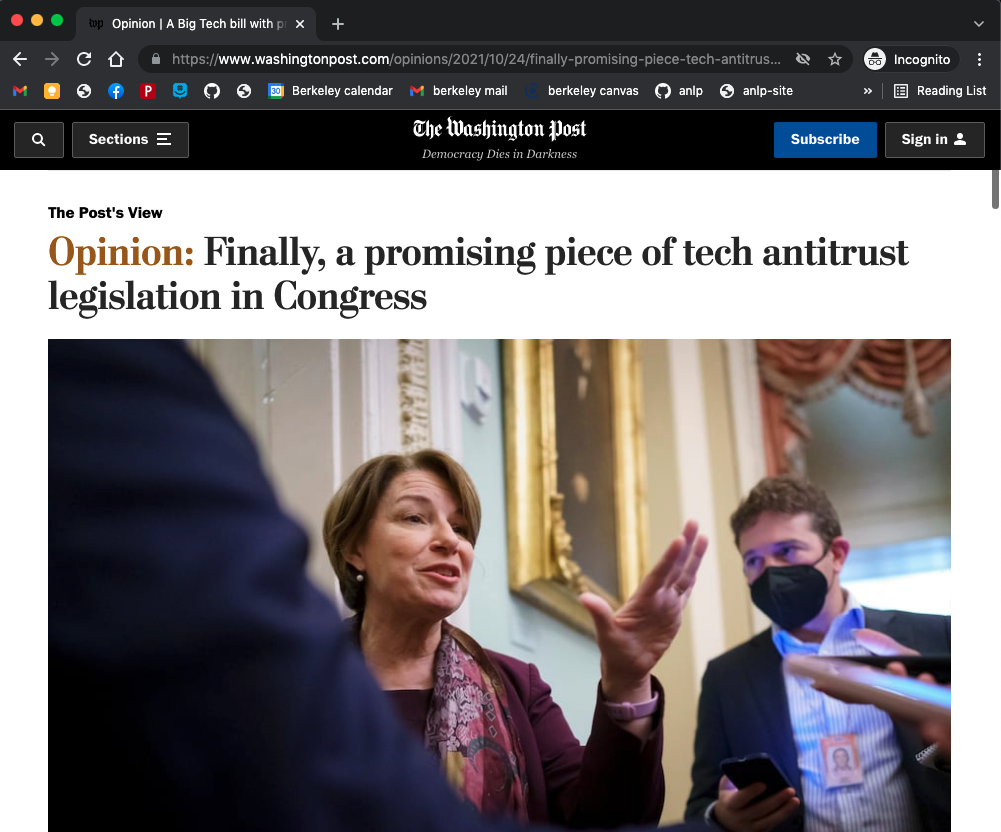 wp Opinion | A Big Tech bill with p
https://www.washingtonpost.com/opinions/2021/10/24/finally-promising-piece-tech-antitrus...
Incognito
30 Berkeley calendar berkeley mail berkeley canvas anlp anlp-site » Reading List
Sections
The Washington Post
Democracy Dies in Darkness
Subscribe
Sign in
The Post's View
Opinion: Finally, a promising piece of tech antitrust
legislation in Congress